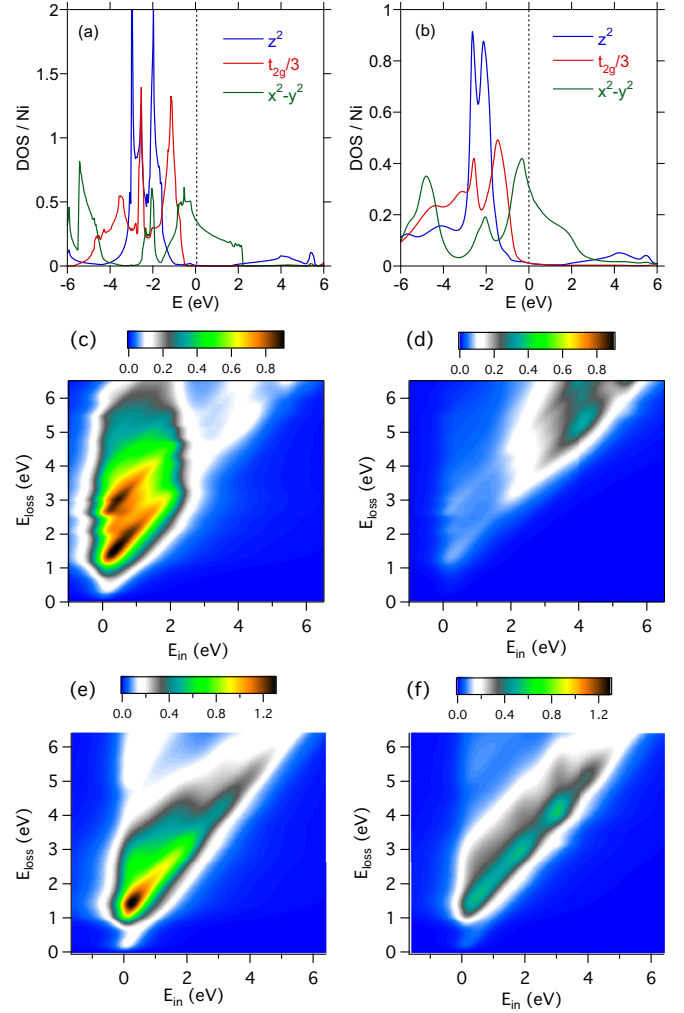 (a)
z²
t₂g/3
x²-y²
DOS / Ni
2
1.5
1
0.5
0
-6 -4 -2 0 2 4 6
E (eV)
(b)
z²
t₂g/3
x²-y²
DOS / Ni
1
0.8
0.6
0.4
0.2
0
-6 -4 -2 0 2 4 6
E (eV)
(c)
0.0 0.2 0.4 0.6 0.8
E_loss (eV)
6
5
4
3
2
1
0
0 2 4 6
E_in (eV)
(d)
0.0 0.2 0.4 0.6 0.8
E_loss (eV)
6
5
4
3
2
1
0
0 2 4 6
E_in (eV)
(e)
0.0 0.4 0.8 1.2
E_loss (eV)
6
5
4
3
2
1
0
0 2 4 6
E_in (eV)
(f)
0.0 0.4 0.8 1.2
E_loss (eV)
6
5
4
3
2
1
0
0 2 4 6
E_in (eV)